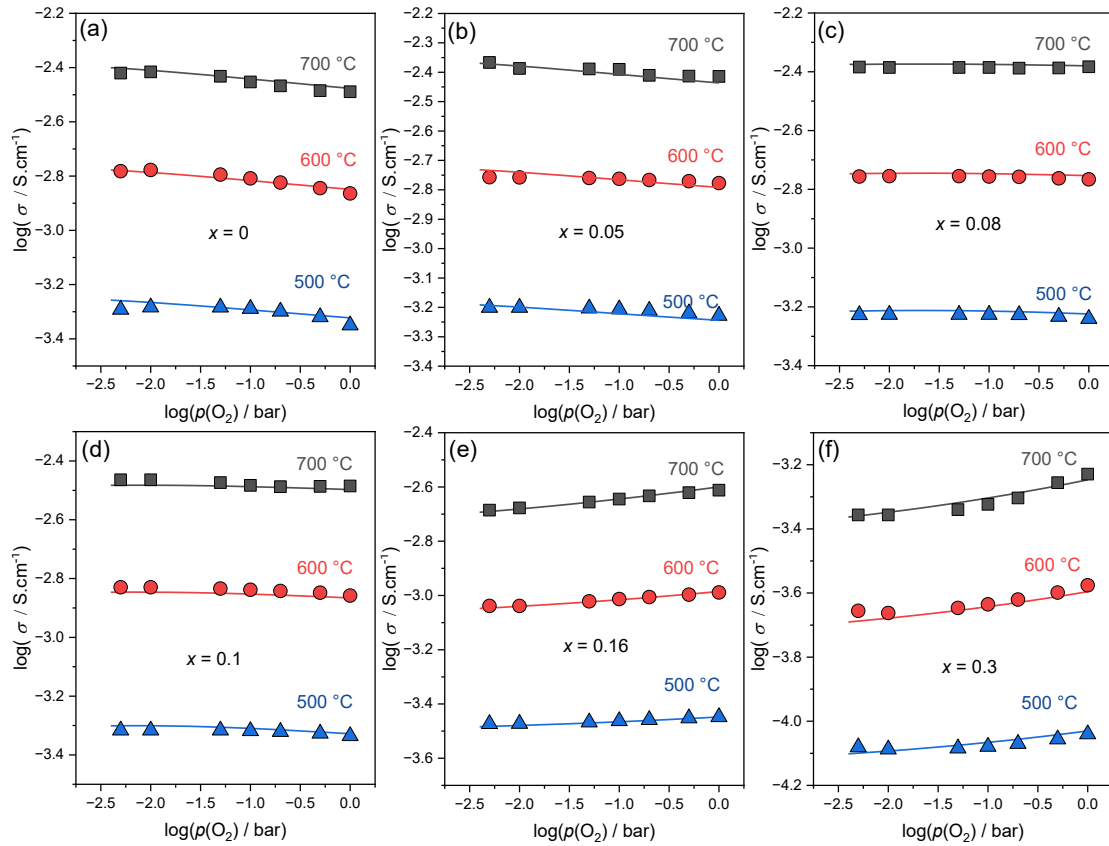 (a)
700 °C
600 °C
x = 0
500 °C
−2.2
−2.4
−2.6
−2.8
−3.0
−3.2
−3.4
log( σ / S.cm⁻¹)
−2.5 −2.0 −1.5 −1.0 −0.5 0.0
log(p(O₂) / bar)
(b)
700 °C
600 °C
x = 0.05
500 °C
−2.2
−2.3
−2.4
−2.5
−2.6
−2.7
−2.8
−2.9
−3.0
−3.1
−3.2
−3.3
−3.4
log( σ / S.cm⁻¹)
−2.5 −2.0 −1.5 −1.0 −0.5 0.0
log(p(O₂) / bar)
(c)
700 °C
600 °C
x = 0.08
500 °C
−2.2
−2.4
−2.6
−2.8
−3.0
−3.2
−3.4
log( σ / S.cm⁻¹)
−2.5 −2.0 −1.5 −1.0 −0.5 0.0
log(p(O₂) / bar)
(d)
700 °C
600 °C
x = 0.1
500 °C
−2.4
−2.6
−2.8
−3.0
−3.2
−3.4
log( σ / S.cm⁻¹)
−2.5 −2.0 −1.5 −1.0 −0.5 0.0
log(p(O₂) / bar)
(e)
700 °C
600 °C
x = 0.16
500 °C
−2.4
−2.6
−2.8
−3.0
−3.2
−3.4
−3.6
log( σ / S.cm⁻¹)
−2.5 −2.0 −1.5 −1.0 −0.5 0.0
log(p(O₂) / bar)
(f)
700 °C
600 °C
x = 0.3
500 °C
−3.2
−3.4
−3.6
−3.8
−4.0
−4.2
log( σ / S.cm⁻¹)
−2.5 −2.0 −1.5 −1.0 −0.5 0.0
log(p(O₂) / bar)